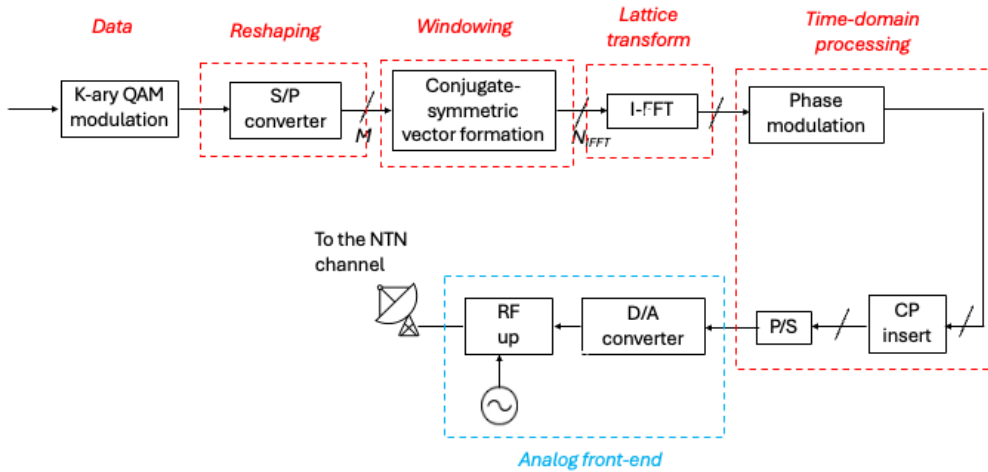 Data
Reshaping
Windowing
Lattice
transform
Time-domain
processing
K-ary QAM
modulation
S/P
converter
M
Conjugate-
symmetric
vector formation
N_IFFT
I-FFT
Phase
modulation
To the NTN
channel
RF
up
D/A
converter
P/S
CP
insert
Analog front-end